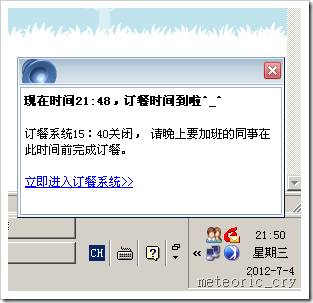 现在时间21:48，订餐时间到啦^_^
订餐系统15：40关闭， 请晚上要加班的同事在
此时间前完成订餐。
立即进入订餐系统>>
CH
?
«
21:50
星期三
2012-7-4
meteoric_cry